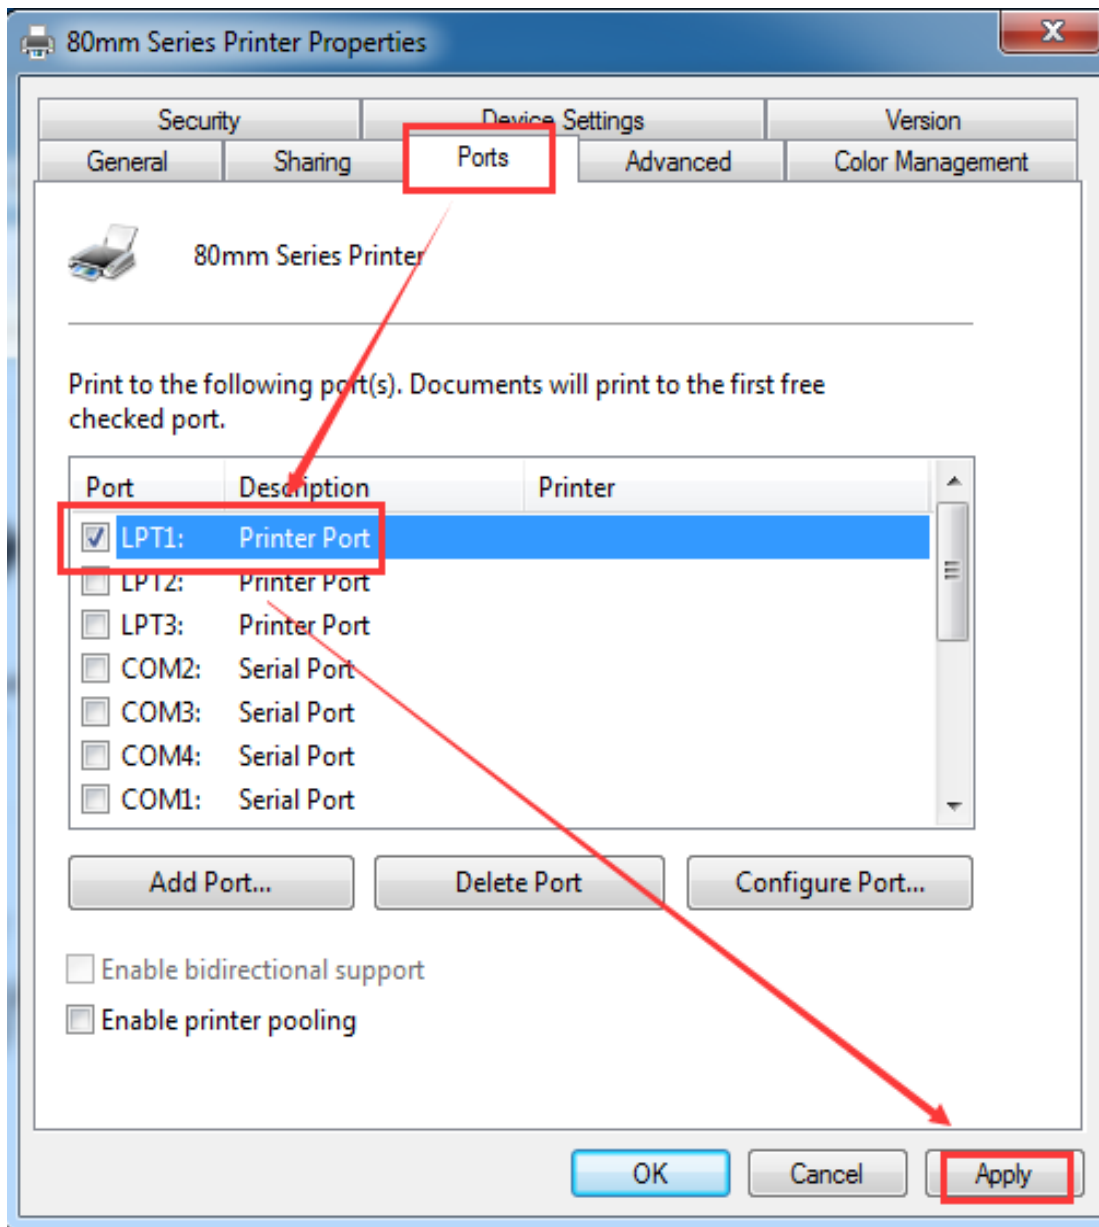 80mm Series Printer Properties
Security Device Settings Version
General Sharing Ports Advanced Color Management
80mm Series Printer
Print to the following port(s). Documents will print to the first free
checked port.
Port Description Printer
LPT1: Printer Port
LPT2: Printer Port
LPT3: Printer Port
COM2: Serial Port
COM3: Serial Port
COM4: Serial Port
COM1: Serial Port
Add Port... Delete Port Configure Port...
Enable bidirectional support
Enable printer pooling
OK Cancel Apply